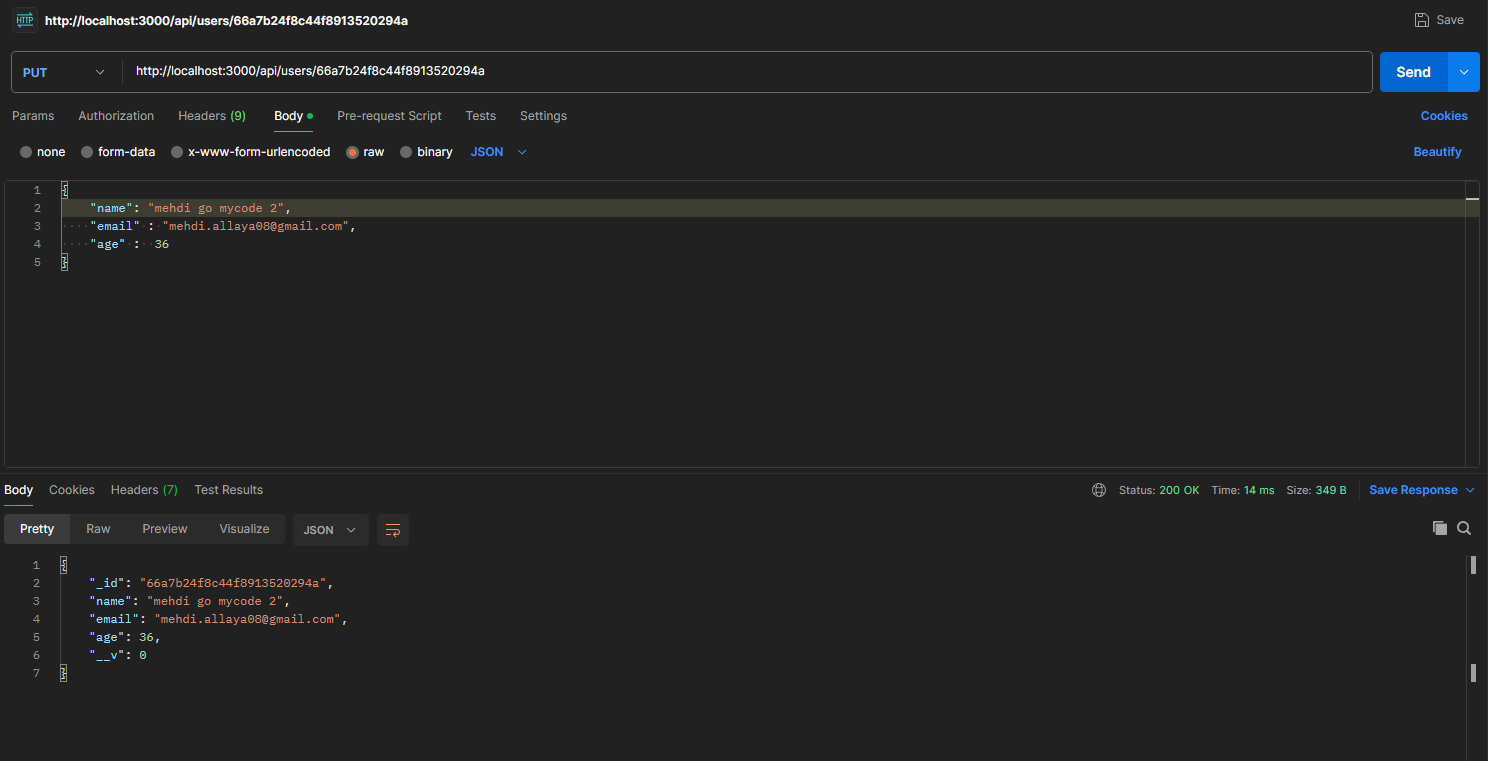 HTTP http://localhost:3000/api/users/66a7b24f8c44f8913520294a Save
PUT http://localhost:3000/api/users/66a7b24f8c44f8913520294a Send
Params Authorization Headers (9) Body Pre-request Script Tests Settings Cookies
none form-data x-www-form-urlencoded raw binary JSON Beautify
1 {
2 "name": "mehdi go mycode 2",
3 "email" : "mehdi.allaya08@gmail.com",
4 "age" : 36
5 }
Body Cookies Headers (7) Test Results Status: 200 OK Time: 14 ms Size: 349 B Save Response
Pretty Raw Preview Visualize JSON
1 {
2 "_id": "66a7b24f8c44f8913520294a",
3 "name": "mehdi go mycode 2",
4 "email": "mehdi.allaya08@gmail.com",
5 "age": 36,
6 "__v": 0
7 }